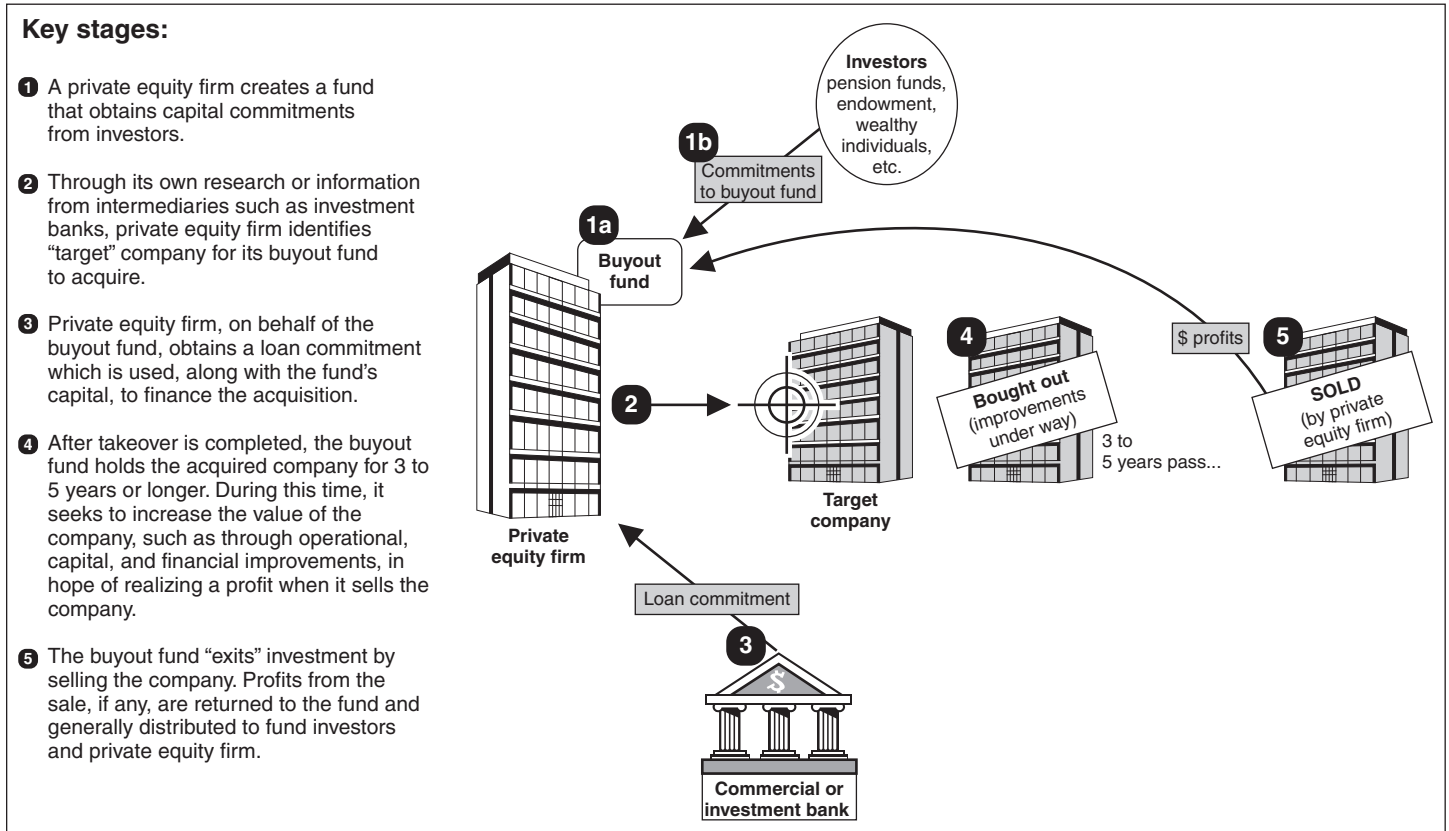 Key stages:
1 A private equity firm creates a fund
that obtains capital commitments
from investors.
2 Through its own research or information
from intermediaries such as investment
banks, private equity firm identifies
“target” company for its buyout fund
to acquire.
3 Private equity firm, on behalf of the
buyout fund, obtains a loan commitment
which is used, along with the fund’s
capital, to finance the acquisition.
4 After takeover is completed, the buyout
fund holds the acquired company for 3 to
5 years or longer. During this time, it
seeks to increase the value of the
company, such as through operational,
capital, and financial improvements, in
hope of realizing a profit when it sells the
company.
5 The buyout fund “exits” investment by
selling the company. Profits from the
sale, if any, are returned to the fund and
generally distributed to fund investors
and private equity firm.
Investors
pension funds,
endowment,
wealthy
individuals,
etc.
1b
Commitments
to buyout fund
1a
Buyout
fund
Private
equity firm
2
Target
company
4
Bought out
(improvements
under way)
3 to
5 years pass...
$ profits
5
SOLD
(by private
equity firm)
Loan commitment
3
$
Commercial or
investment bank